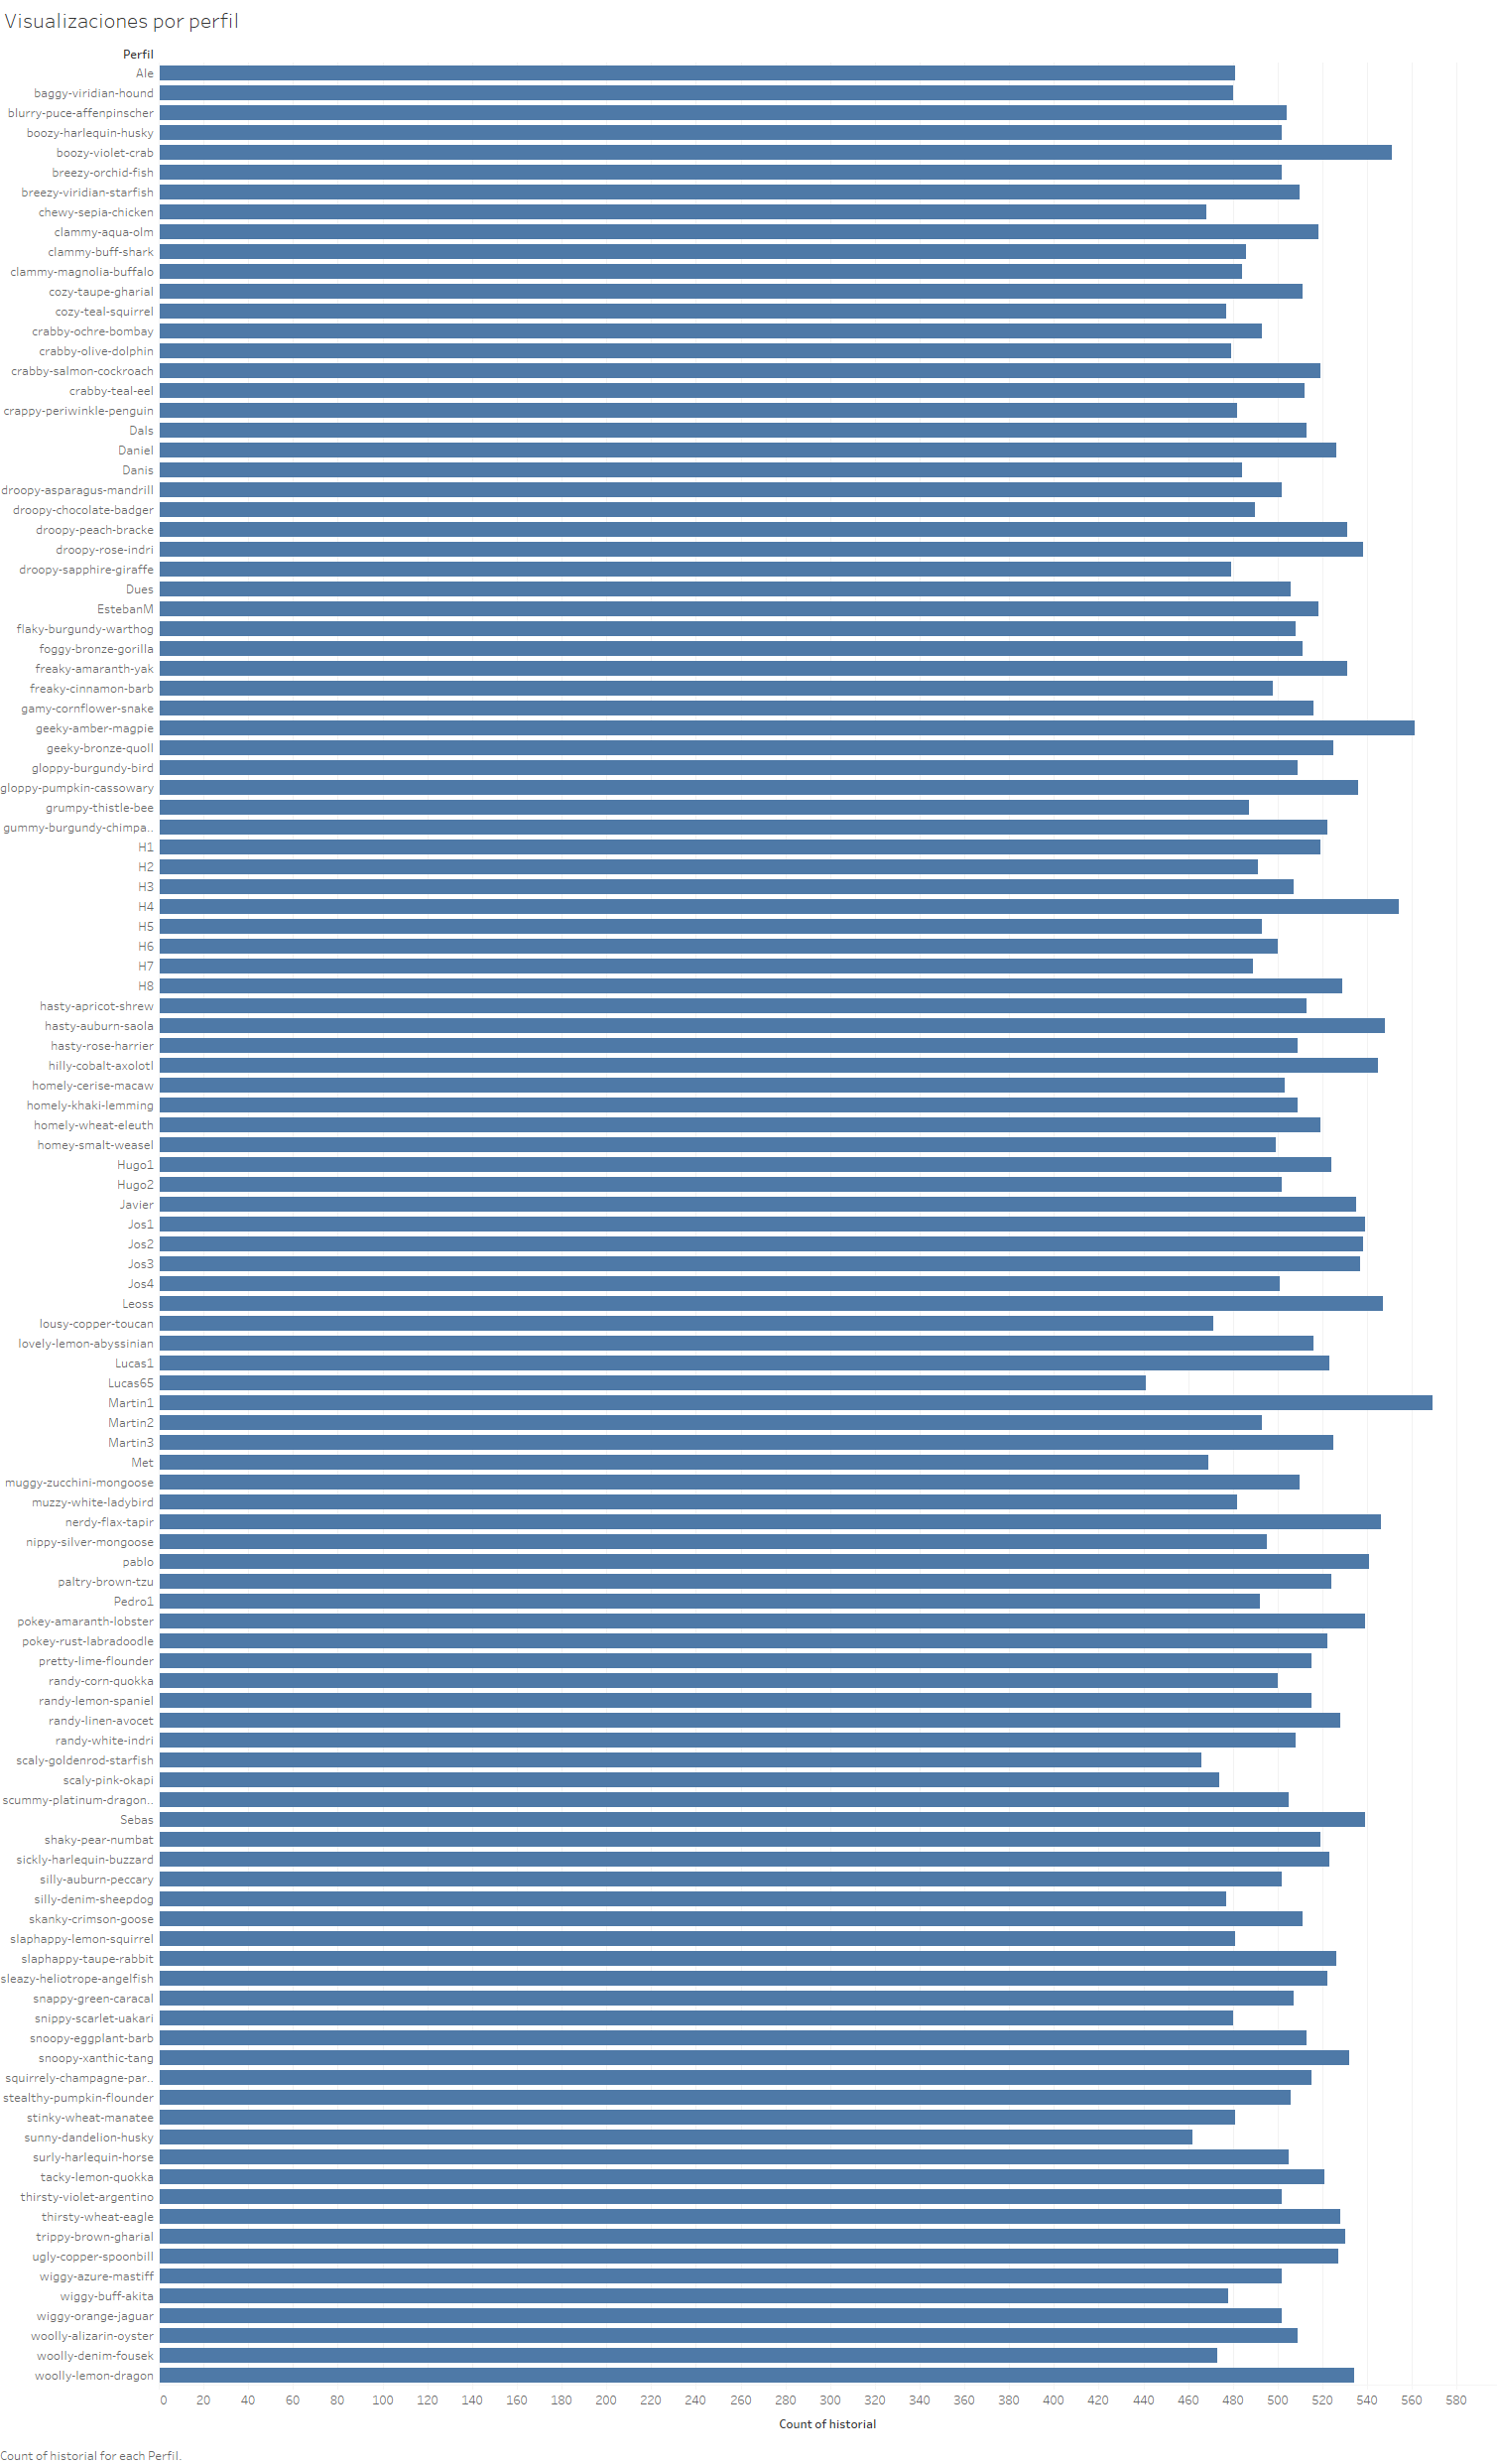 Visualizaciones por perfil
Perfil
Ale
baggy-viridian-hound
blurry-puce-affenpinscher
boozy-harlequin-husky
boozy-violet-crab
breezy-orchid-fish
breezy-viridian-starfish
chewy-sepia-chicken
clammy-aqua-olm
clammy-buff-shark
clammy-magnolia-buffalo
cozy-taupe-gharial
cozy-teal-squirrel
crabby-ochre-bombay
crabby-olive-dolphin
crabby-salmon-cockroach
crabby-teal-eel
crappy-periwinkle-penguin
Dals
Daniel
Danis
droopy-asparagus-mandrill
droopy-chocolate-badger
droopy-peach-bracke
droopy-rose-indri
droopy-sapphire-giraffe
Dues
EstebanM
flaky-burgundy-warthog
foggy-bronze-gorilla
freaky-amaranth-yak
freaky-cinnamon-barb
gamy-cornflower-snake
geeky-amber-magpie
geeky-bronze-quoll
gloppy-burgundy-bird
gloppy-pumpkin-cassowary
grumpy-thistle-bee
gummy-burgundy-chimpa..
H1
H2
H3
H4
H5
H6
H7
H8
hasty-apricot-shrew
hasty-auburn-saola
hasty-rose-harrier
hilly-cobalt-axolotl
homely-cerise-macaw
homely-khaki-lemming
homely-wheat-eleuth
homey-smalt-weasel
Hugo1
Hugo2
Javier
Jos1
Jos2
Jos3
Jos4
Leoss
lousy-copper-toucan
lovely-lemon-abyssinian
Lucas1
Lucas65
Martin1
Martin2
Martin3
Met
muggy-zucchini-mongoose
muzzy-white-ladybird
nerdy-flax-tapir
nippy-silver-mongoose
pablo
paltry-brown-tzu
Pedro1
pokey-amaranth-lobster
pokey-rust-labradoodle
pretty-lime-flounder
randy-corn-quokka
randy-lemon-spaniel
randy-linen-avocet
randy-white-indri
scaly-goldenrod-starfish
scaly-pink-okapi
scummy-platinum-dragon..
Sebas
shaky-pear-numbat
sickly-harlequin-buzzard
silly-auburn-peccary
silly-denim-sheepdog
skanky-crimson-goose
slaphappy-lemon-squirrel
slaphappy-taupe-rabbit
sleazy-heliotrope-angelfish
snappy-green-caracal
snippy-scarlet-uakari
snoopy-eggplant-barb
snoopy-xanthic-tang
squirrely-champagne-par..
stealthy-pumpkin-flounder
stinky-wheat-manatee
sunny-dandelion-husky
surly-harlequin-horse
tacky-lemon-quokka
thirsty-violet-argentino
thirsty-wheat-eagle
trippy-brown-gharial
ugly-copper-spoonbill
wiggy-azure-mastiff
wiggy-buff-akita
wiggy-orange-jaguar
woolly-alizarin-oyster
woolly-denim-fousek
woolly-lemon-dragon
0 20 40 60 80 100 120 140 160 180 200 220 240 260 280 300 320 340 360 380 400 420 440 460 480 500 520 540 560 580
Count of historial
Count of historial for each Perfil.